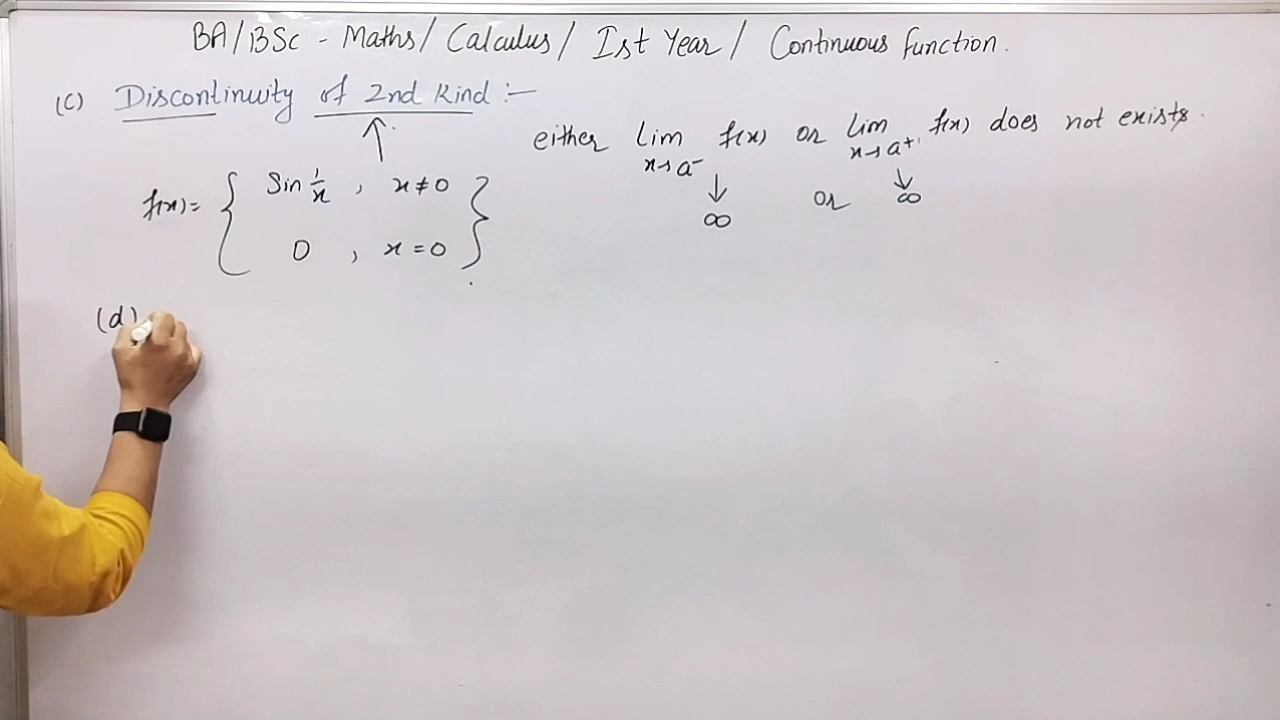 BA/BSc - Maths/ Calculus/ Ist Year/ Continuous function.
(C) Discontinuity of 2nd Kind :-
either Lim x→a⁻ f(x) or Lim x→a⁺ f(x) does not exists.
↓ ∞ or ↓ ∞
f(x) = { Sin 1/x , x≠0
0 , x=0 }
(d)